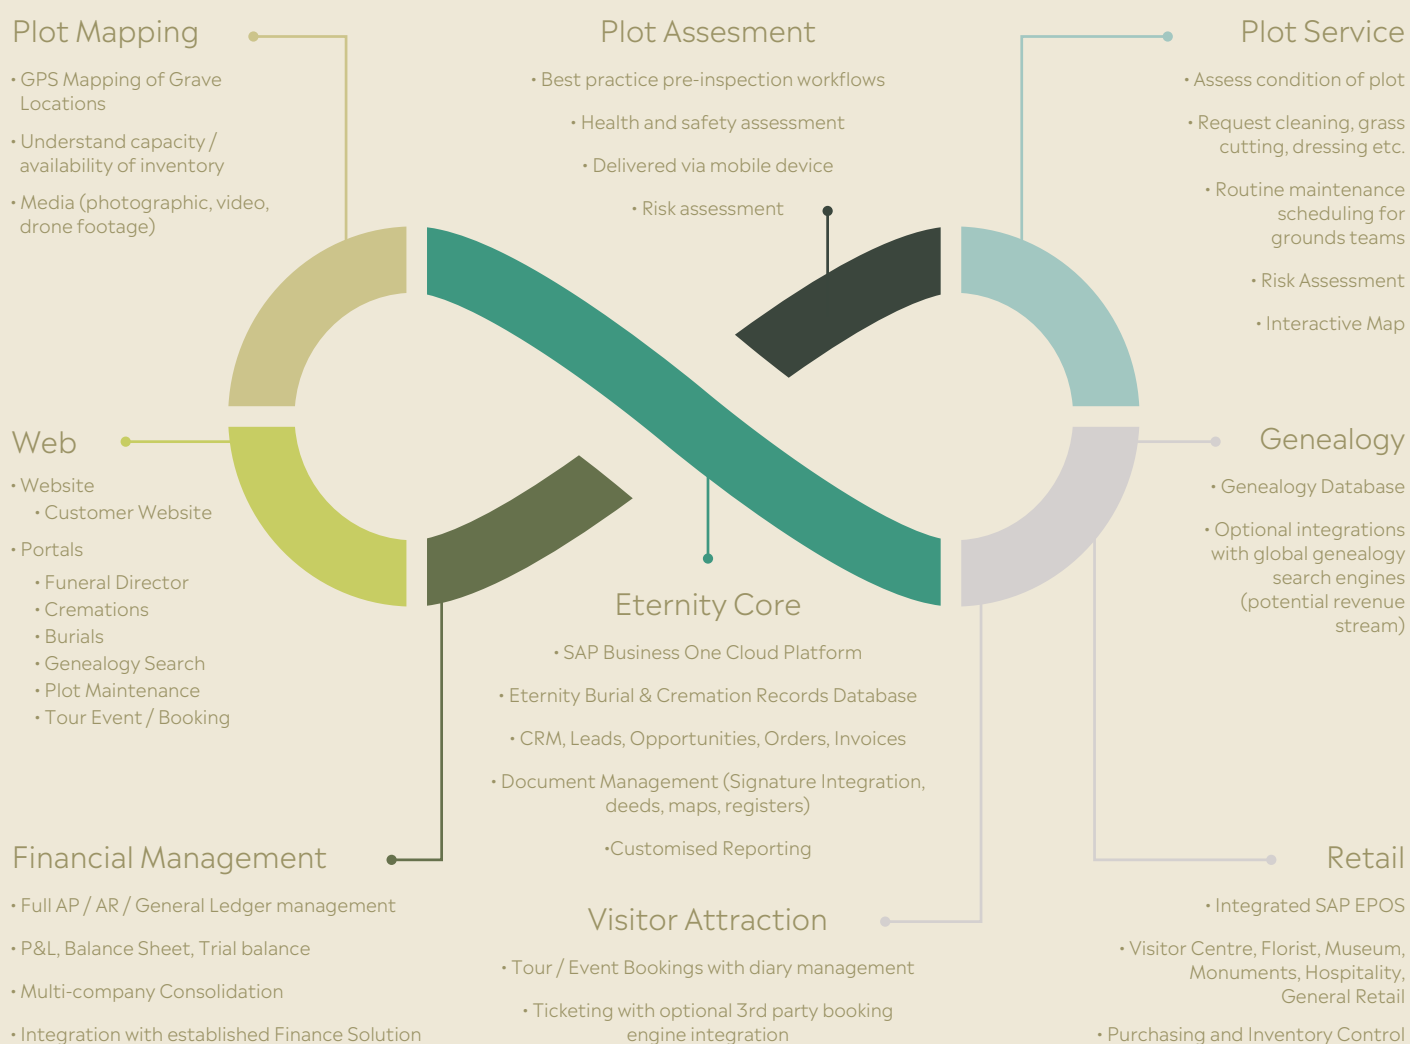 Plot Mapping
• GPS Mapping of Grave
Locations
• Understand capacity /
availability of inventory
• Media (photographic, video,
drone footage)
Plot Assesment
• Best practice pre-inspection workflows
• Health and safety assessment
• Delivered via mobile device
• Risk assessment
Plot Service
• Assess condition of plot
• Request cleaning, grass
cutting, dressing etc.
• Routine maintenance
scheduling for
grounds teams
• Risk Assessment
• Interactive Map
Web
• Website
• Customer Website
• Portals
• Funeral Director
• Cremations
• Burials
• Genealogy Search
• Plot Maintenance
• Tour Event / Booking
Genealogy
• Genealogy Database
• Optional integrations
with global genealogy
search engines
(potential revenue
stream)
Eternity Core
• SAP Business One Cloud Platform
• Eternity Burial & Cremation Records Database
• CRM, Leads, Opportunities, Orders, Invoices
• Document Management (Signature Integration,
deeds, maps, registers)
•Customised Reporting
Financial Management
• Full AP / AR / General Ledger management
• P&L, Balance Sheet, Trial balance
• Multi-company Consolidation
• Integration with established Finance Solution
Visitor Attraction
• Tour / Event Bookings with diary management
• Ticketing with optional 3rd party booking
engine integration
Retail
• Integrated SAP EPOS
• Visitor Centre, Florist, Museum,
Monuments, Hospitality,
General Retail
• Purchasing and Inventory Control